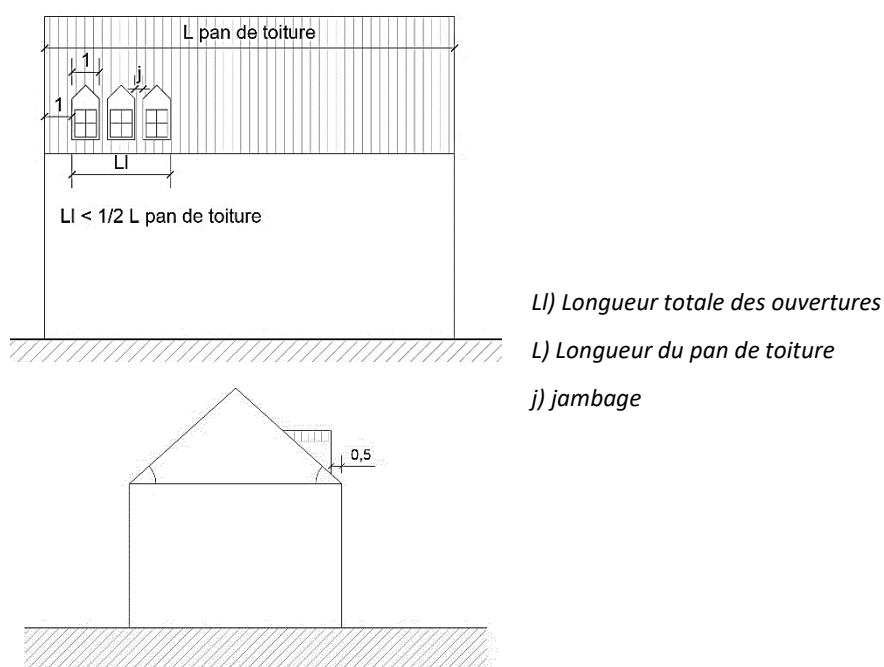 L pan de toiture
1
j
1
Ll
Ll < 1/2 L pan de toiture
Ll) Longueur totale des ouvertures
L) Longueur du pan de toiture
j) jambage
0,5